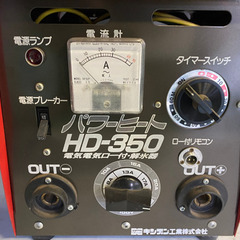 電源ランプ
電流計
タイマースイッチ
A
電源ブレーカー
パワーヒート
HD-350
電気電気ロー付・解氷器
ロー付リモコン
OUT−
OUT+
キシデン工業株式会社